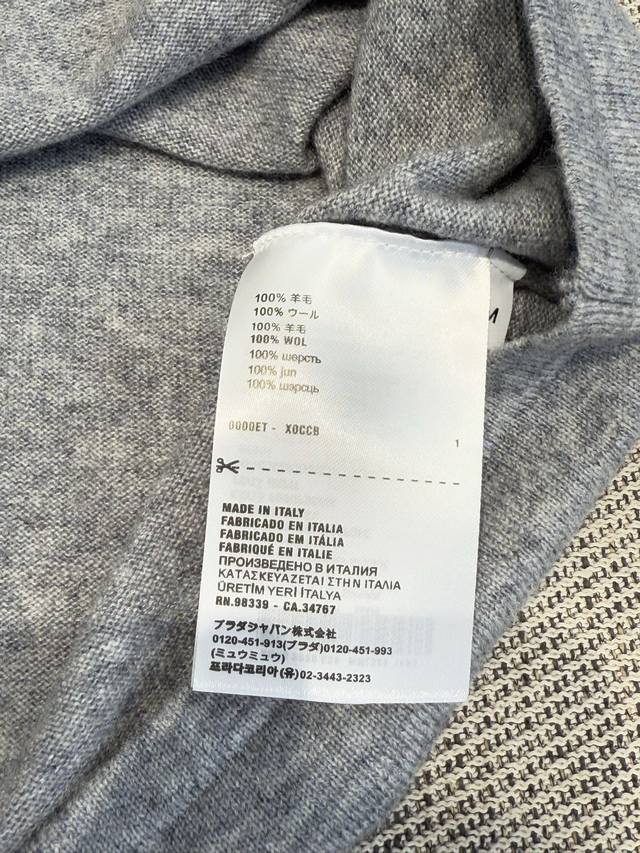 100% 羊毛
100% ウール
100% 羊毛
100% WOL
100% шерсть
100% jun
100% шэрсць
0000ET - X0CCB
1
MADE IN ITALY
FABRICADO EN ITALIA
FABRICADO EM ITÁLIA
FABRIQUÉ EN ITALIE
ПРОИЗВЕДЕНО В ИТАЛИЯ
ΚΑΤΑΣΚΕΥΑΖΕΤΑΙ ΣΤΗΝ ΙΤΑΛΙΑ
ÜRETİM YERİ İTALYA
RN.98339 - CA.34767
プラダジャパン株式会社
0120-451-913(プラダ)0120-451-993
(ミュウミュウ)
프라다코리아(유)02-3443-2323